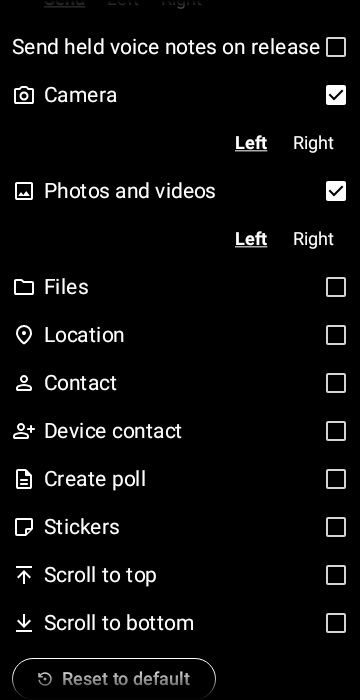 Send held voice notes on release
Camera
Left Right
Photos and videos
Left Right
Files
Location
Contact
Device contact
Create poll
Stickers
Scroll to top
Scroll to bottom
Reset to default